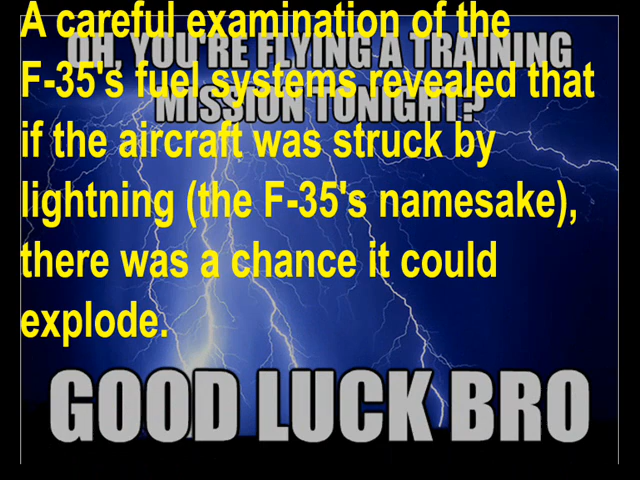 A careful examination of the
OH, YOU'RE FLYING A TRAINING
F-35's fuel systems revealed that
MISSION TONIGHT?
if the aircraft was struck by
lightning (the F-35's namesake),
there was a chance it could
explode.
GOOD LUCK BRO